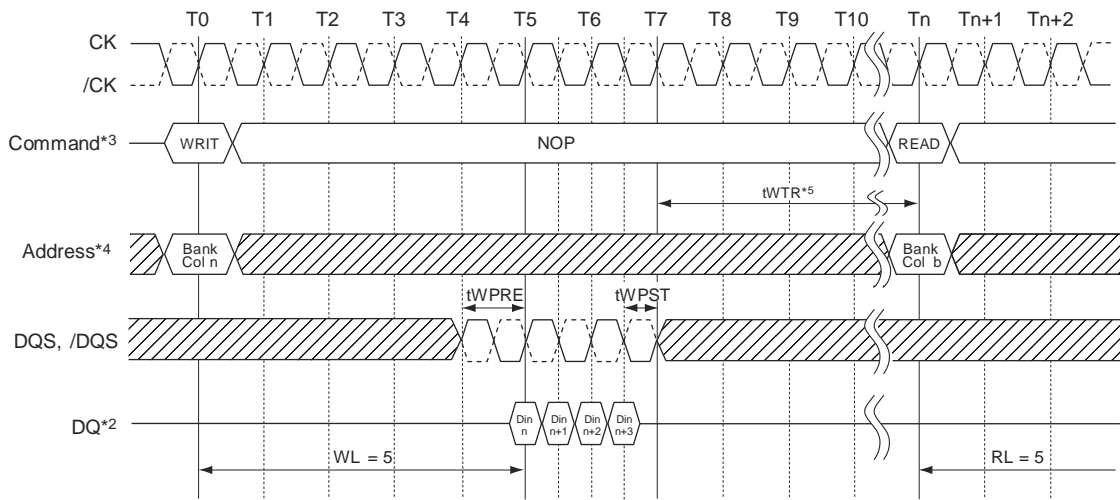 T0 T1 T2 T3 T4 T5 T6 T7 T8 T9 T10 Tn Tn+1 Tn+2
CK
/CK
Command*3 WRIT NOP READ
tWTR*5
Address*4 Bank Col n Bank Col b
tWPRE tWPST
DQS, /DQS
DQ*2 Din n Din n+1 Din n+2 Din n+3
WL = 5 RL = 5